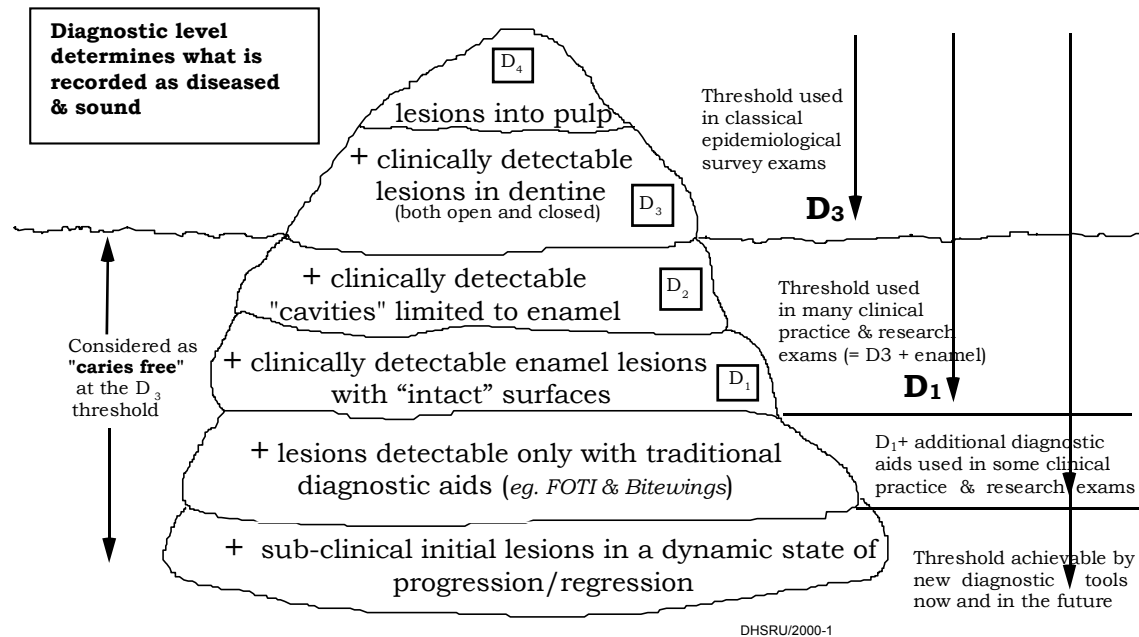 Diagnostic level
determines what is
recorded as diseased
& sound
D4
lesions into pulp
+ clinically detectable
lesions in dentine
(both open and closed)
D3
+ clinically detectable
"cavities" limited to enamel
D2
+ clinically detectable enamel lesions
with “intact” surfaces
D1
+ lesions detectable only with traditional
diagnostic aids (eg. FOTI & Bitewings)
+ sub-clinical initial lesions in a dynamic state of
progression/regression
Considered as
"caries free"
at the D3
threshold
Threshold used
in classical
epidemiological
survey exams
D3
Threshold used
in many clinical
practice & research
exams (= D3 + enamel)
D1
D1+ additional diagnostic
aids used in some clinical
practice & research exams
Threshold achievable by
new diagnostic tools
now and in the future
DHSRU/2000-1